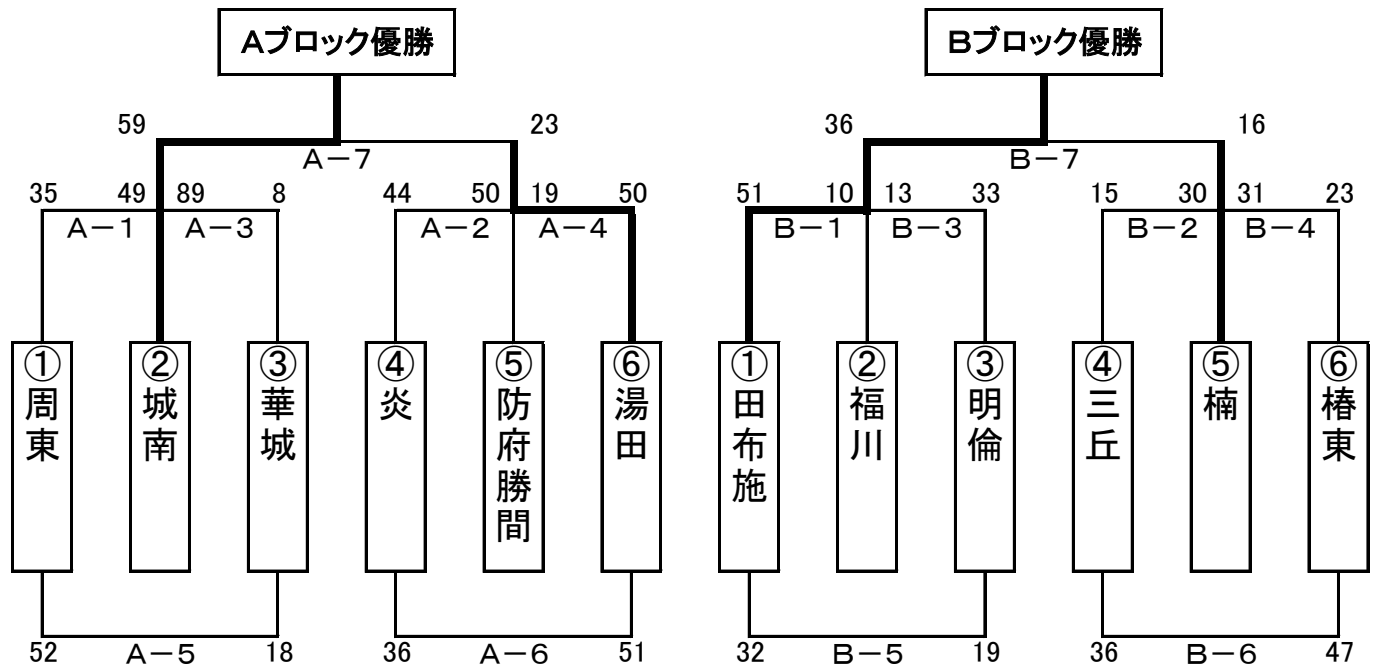 Aブロック優勝 Bブロック優勝
59 23 36 16
A－7 B－7
35 49 89 8 44 50 19 50 51 10 13 33 15 30 31 23
A－1 A－3 A－2 A－4 B－1 B－3 B－2 B－4
①周東
②城南
③華城
④炎
⑤防府勝間
⑥湯田
①田布施
②福川
③明倫
④三丘
⑤楠
⑥椿東
52 A－5 18 36 A－6 51 32 B－5 19 36 B－6 47